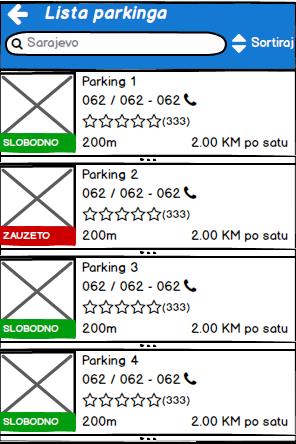 Lista parkinga
Sarajevo
Sortiraj
Parking 1
062 / 062 - 062
(333)
SLOBODNO
200m
2.00 KM po satu
Parking 2
062 / 062 - 062
(333)
ZAUZETO
200m
2.00 KM po satu
Parking 3
062 / 062 - 062
(333)
SLOBODNO
200m
2.00 KM po satu
Parking 4
062 / 062 - 062
(333)
SLOBODNO
200m
2.00 KM po satu